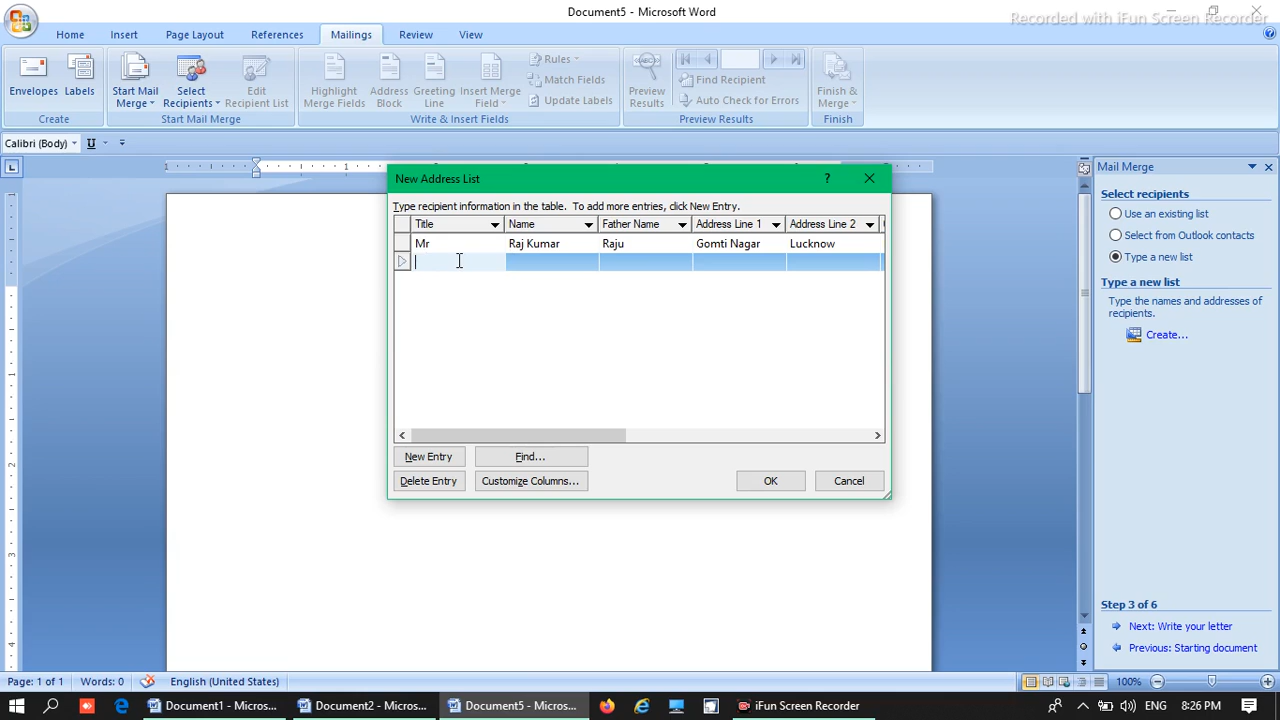 Document5 - Microsoft Word
Recorded with iFun Screen Recorder
Home Insert Page Layout References Mailings Review View
Envelopes Labels Start Mail Merge Select Recipients Edit Recipient List Highlight Merge Fields Address Block Greeting Line Insert Merge Field Rules Match Fields Update Labels Preview Results Find Recipient Auto Check for Errors Finish & Merge
Create Start Mail Merge Write & Insert Fields Preview Results Finish
Calibri (Body) U
New Address List ?
Type recipient information in the table. To add more entries, click New Entry.
Title Name Father Name Address Line 1 Address Line 2
Mr Raj Kumar Raju Gomti Nagar Lucknow
New Entry Find...
Delete Entry Customize Columns... OK Cancel
Mail Merge
Select recipients
Use an existing list
Select from Outlook contacts
Type a new list
Type a new list
Type the names and addresses of
recipients.
Create...
Step 3 of 6
Next: Write your letter
Previous: Starting document
Page: 1 of 1 Words: 0 English (United States) 100%
Document1 - Micros... Document2 - Micros... Document5 - Micros... iFun Screen Recorder ENG 8:26 PM